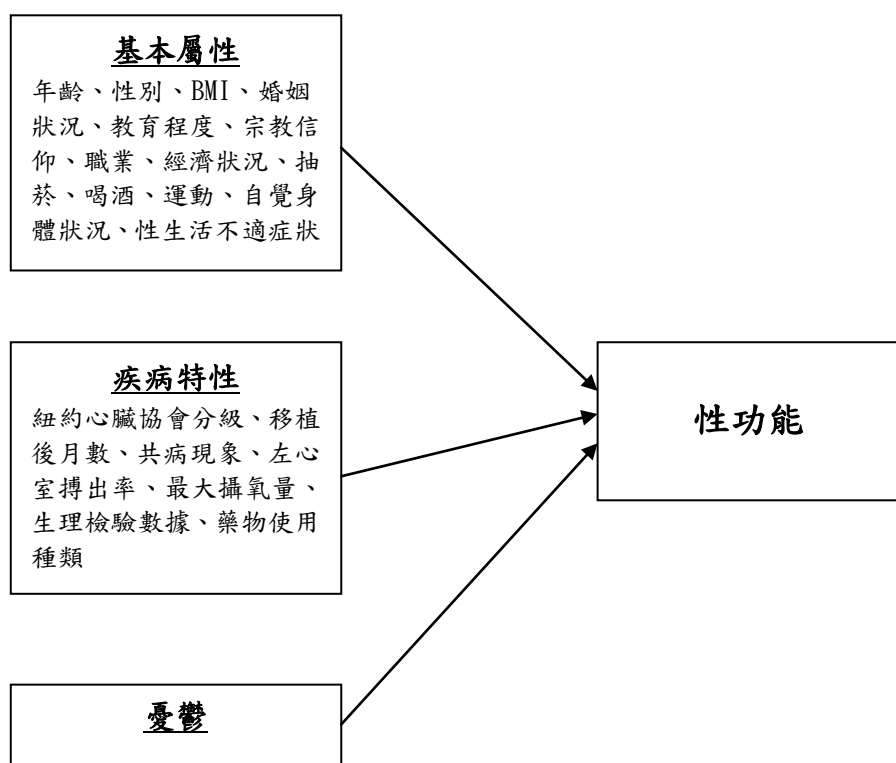 基本屬性
年齡、性別、BMI、婚姻
狀況、教育程度、宗教信
仰、職業、經濟狀況、抽
菸、喝酒、運動、自覺身
體狀況、性生活不適症狀
疾病特性
紐約心臟協會分級、移植
後月數、共病現象、左心
室搏出率、最大攝氧量、
生理檢驗數據、藥物使用
種類
性功能
憂鬱